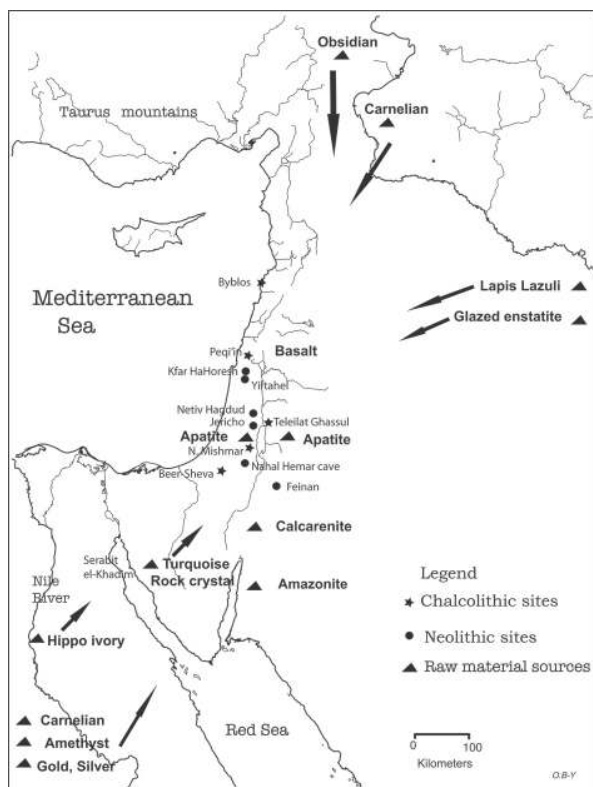 Obsidian
Taurus mountains
Carnelian
Byblos
Lapis Lazuli
Mediterranean
Sea
Glazed enstatite
Peqi'in
Basalt
Kfar HaHoresh
Yiftahel
Netiv Hagdud
Jericho
Teleilat Ghassul
Apatite
Apatite
N. Mishmar
Nahal Hemar cave
Beer-Sheva
Feinan
Calcarenite
Serabit
el-Khadim
Turquoise
Rock crystal
Nile
River
Amazonite
Hippo ivory
Legend
Chalcolithic sites
Neolithic sites
Raw material sources
Carnelian
Amethyst
Gold, Silver
Red Sea
0 100
Kilometers
O.B-Y